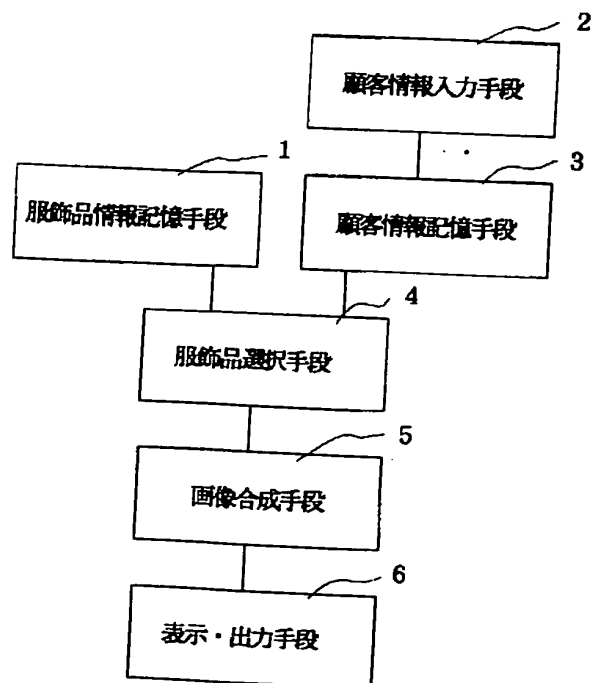 2
顧客情報入力手段
1
3
服飾品情報記憶手段
顧客情報記憶手段
4
服飾品選択手段
5
画像合成手段
6
表示・出力手段